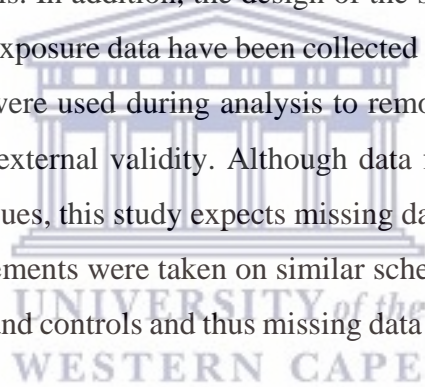 is. In addition, the design of the s
exposure data have been collected
were used during analysis to remo
external validity. Although data
ues, this study expects missing da
ements were taken on similar sche
UNIVERSITY of the
and controls and thus missing data
WESTERN CAPE